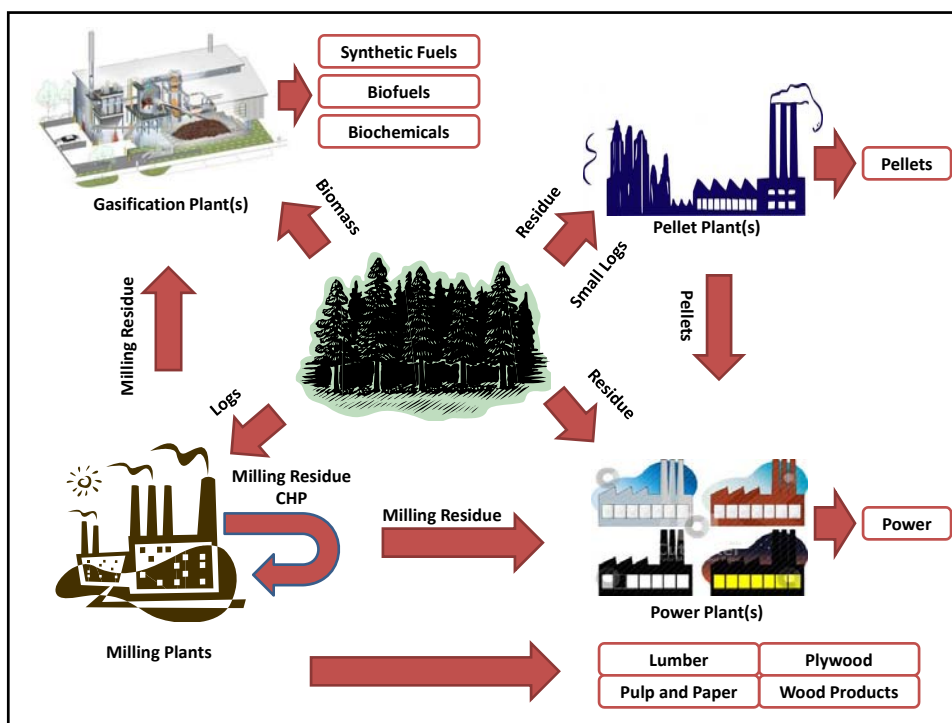 Synthetic Fuels
Biofuels
Biochemicals
Gasification Plant(s)
Biomass
Residue
Small Logs
Pellet Plant(s)
Pellets
Milling Residue
Pellets
Logs
Residue
Milling Residue
CHP
Milling Residue
Power
Power Plant(s)
Milling Plants
Lumber
Plywood
Pulp and Paper
Wood Products